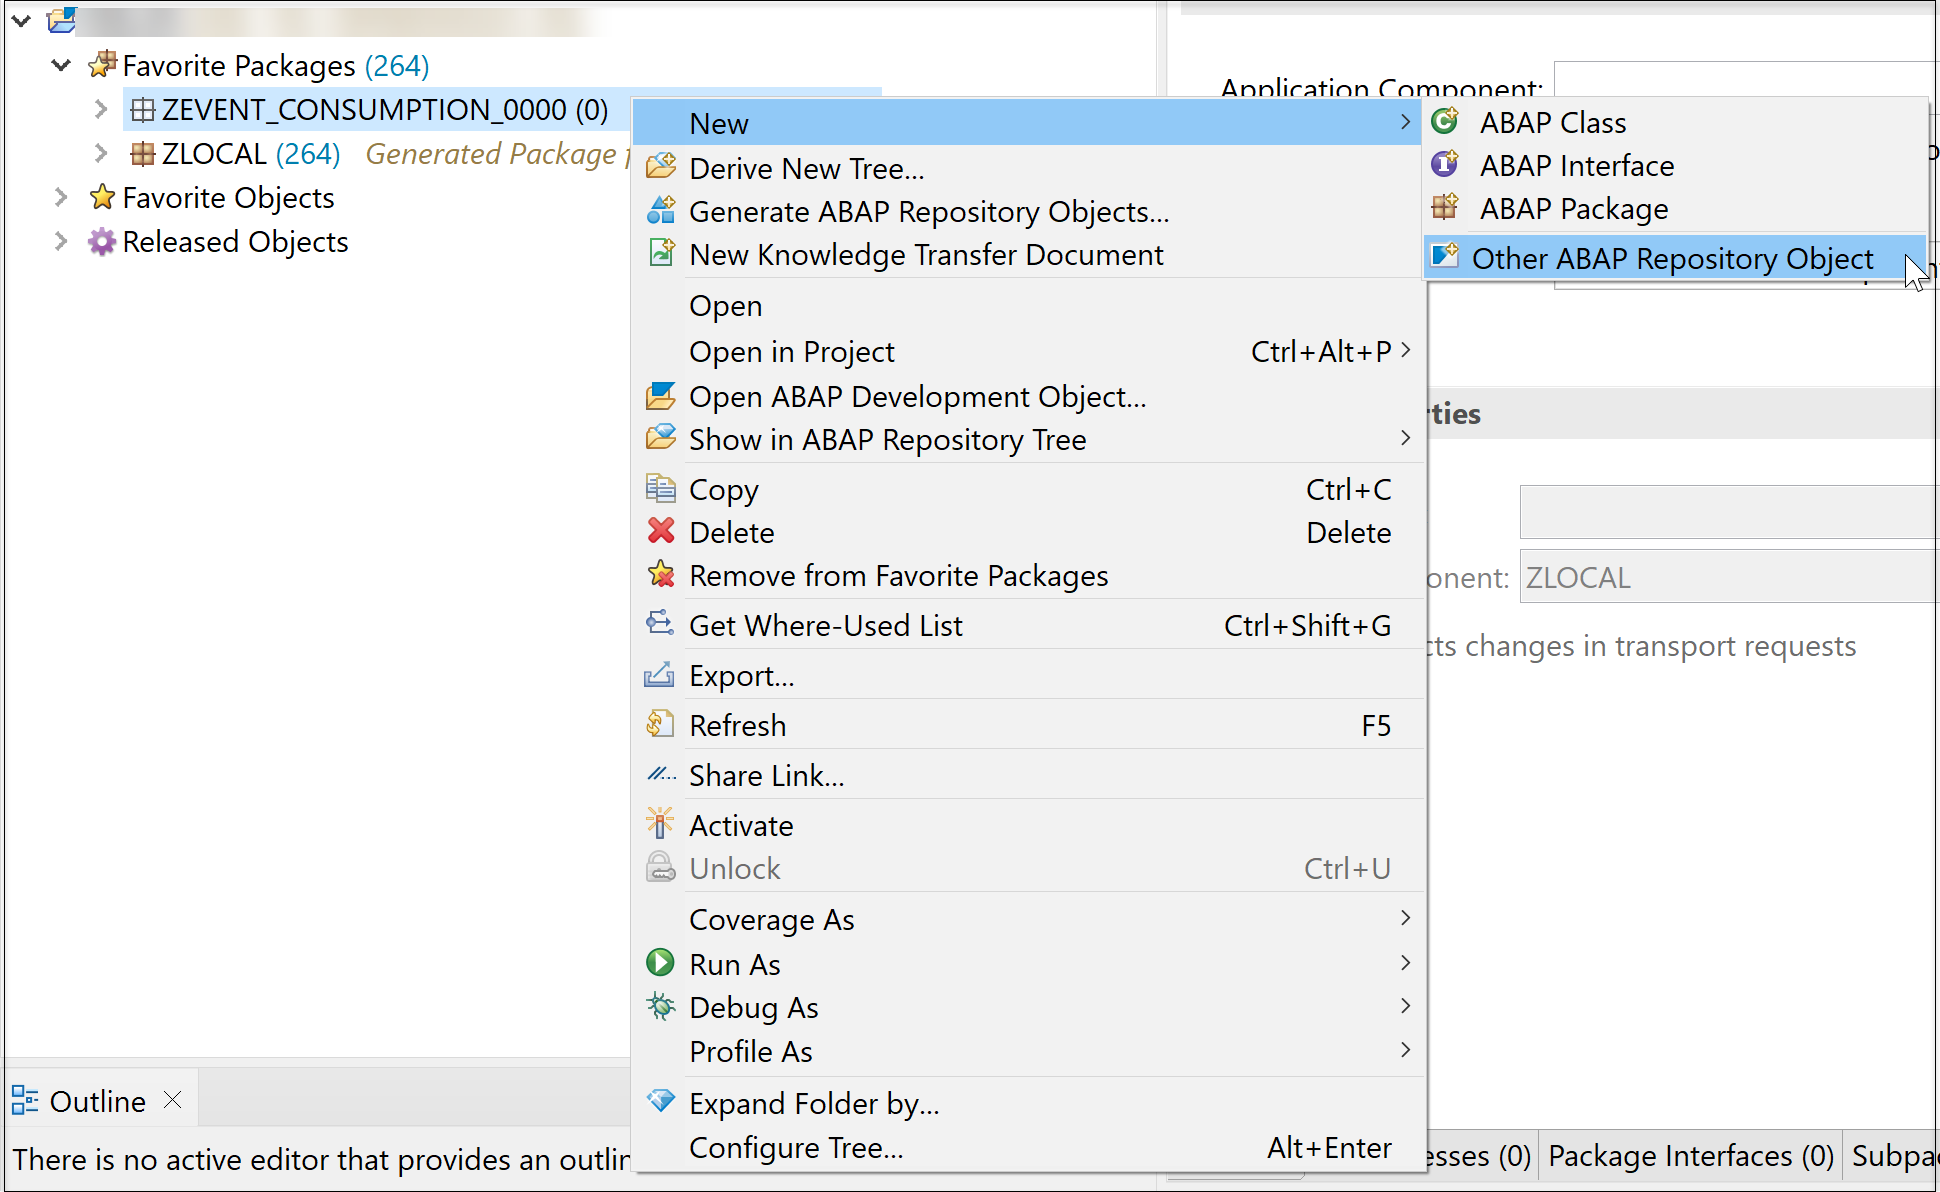 Favorite Packages (264)
ZEVENT_CONSUMPTION_0000 (0)
ZLOCAL (264) Generated Package
Favorite Objects
Released Objects
Outline
There is no active editor that provides an
New
Derive New Tree...
Generate ABAP Repository Objects...
New Knowledge Transfer Document
Open
Open in Project Ctrl+Alt+P
Open ABAP Development Object...
Show in ABAP Repository Tree
Copy Ctrl+C
Delete Delete
Remove from Favorite Packages
Get Where-Used List Ctrl+Shift+G
Export...
Refresh F5
Share Link...
Activate
Unlock Ctrl+U
Coverage As
Run As
Debug As
Profile As
Expand Folder by...
Configure Tree... Alt+Enter
Application Component:
ABAP Class
ABAP Interface
ABAP Package
Other ABAP Repository Object
rties
onent: ZLOCAL
cts changes in transport requests
esses (0) Package Interfaces (0) Subpac